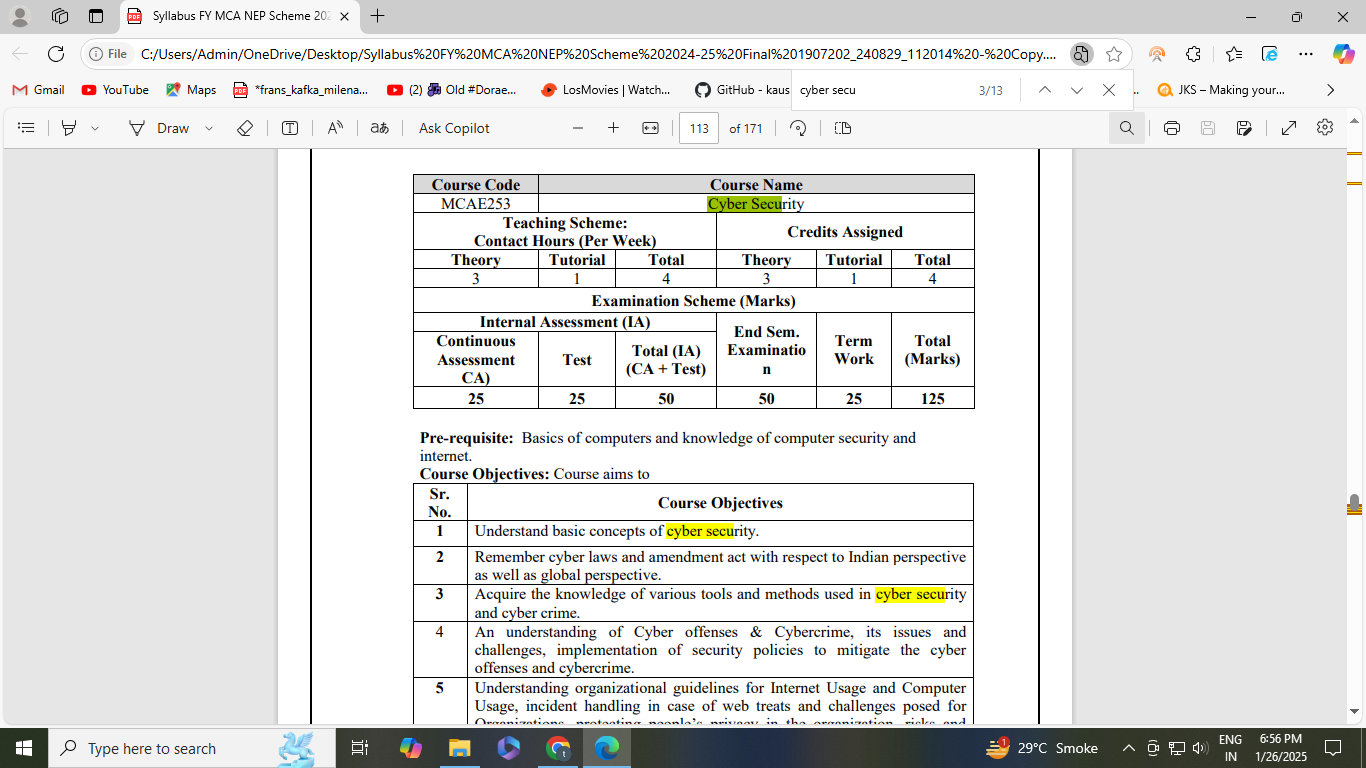 Syllabus FY MCA NEP Scheme 202
File
C:/Users/Admin/OneDrive/Desktop/Syllabus%20FY%20MCA%20NEP%20Scheme%202024-25%20Final%201907202_240829_112014%20-%20Copy....
Gmail YouTube Maps *frans_kafka_milena... (2) Old #Dorae... LosMovies | Watch... GitHub - kaus JKS – Making your...
cyber secu 3/13
Draw Ask Copilot 113 of 171
Course Code Course Name
MCAE253 Cyber Security
Teaching Scheme:
Contact Hours (Per Week) Credits Assigned
Theory Tutorial Total Theory Tutorial Total
3 1 4 3 1 4
Examination Scheme (Marks)
Internal Assessment (IA) End Sem. Examinatio n Term Work Total (Marks)
Continuous Assessment CA) Test Total (IA) (CA + Test)
25 25 50 50 25 125
Pre-requisite: Basics of computers and knowledge of computer security and
internet.
Course Objectives: Course aims to
Sr. No. Course Objectives
1 Understand basic concepts of cyber security.
2 Remember cyber laws and amendment act with respect to Indian perspective
as well as global perspective.
3 Acquire the knowledge of various tools and methods used in cyber security
and cyber crime.
4 An understanding of Cyber offenses & Cybercrime, its issues and
challenges, implementation of security policies to mitigate the cyber
offenses and cybercrime.
5 Understanding organizational guidelines for Internet Usage and Computer
Usage, incident handling in case of web treats and challenges posed for
Organizations, protecting people's privacy in the organization, risks and
Type here to search
29°C Smoke
ENG
IN
6:56 PM
1/26/2025